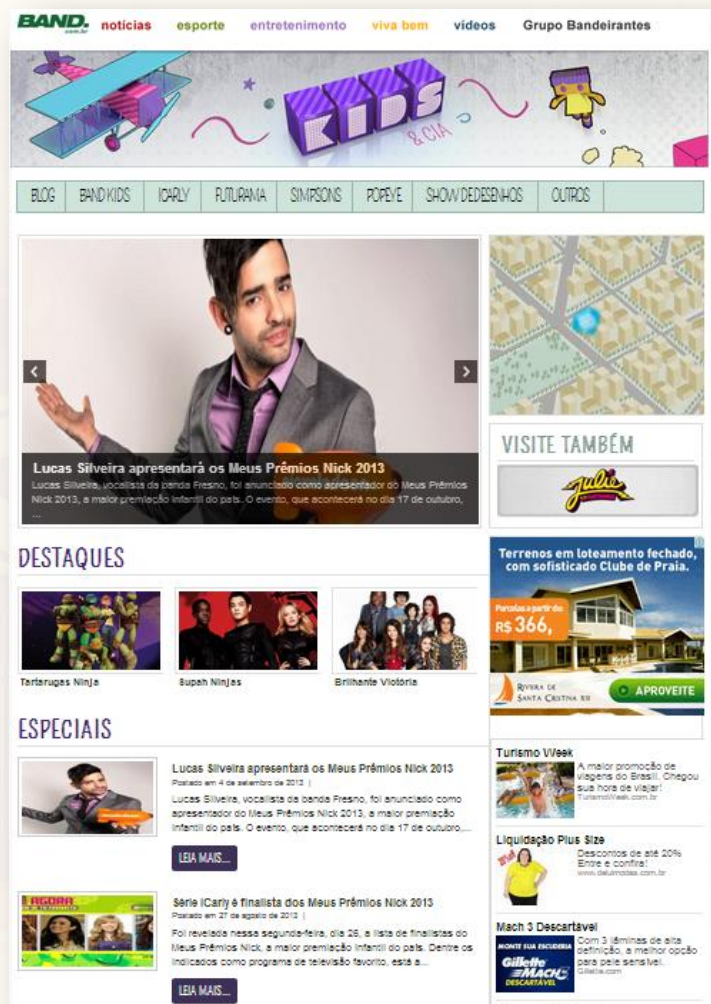 BAND.
com.br
notícias esporte entretenimento viva bem vídeos Grupo Bandeirantes
KIDS
& CIA
BLOG BAND KIDS ICARLY FUTURAMA SIMPSONS POPEYE SHOW DE DESENHOS OUTROS
Lucas Silveira apresentará os Meus Prêmios Nick 2013
Lucas Silveira, vocalista da banda Fresno, foi anunciado como apresentador do Meus Prêmios
Nick 2013, a maior premiação infantil do país. O evento, que acontecerá no dia 17 de outubro,
...
VISITE TAMBÉM
Julie
DESTAQUES
Tartarugas Ninja
Supah Ninjas
Brilhante Victória
Terrenos em loteamento fechado,
com sofisticado Clube de Praia.
Parcelas a partir de:
R$ 366,
RIVIERA DE
SANTA CRISTINA XIII
APROVEITE
ESPECIAIS
Lucas Silveira apresentará os Meus Prêmios Nick 2013
Postado em 4 de setembro de 2013 |
Lucas Silveira, vocalista da banda Fresno, foi anunciado como
apresentador do Meus Prêmios Nick 2013, a maior premiação
infantil do país. O evento, que acontecerá no dia 17 de outubro,...
LEIA MAIS...
AGORA
Série iCarly é finalista dos Meus Prêmios Nick 2013
Postado em 27 de agosto de 2013 |
Foi revelada nessa segunda-feira, dia 26, a lista de finalistas do
Meus Prêmios Nick, a maior premiação infantil do país. Dentre os
indicados como programa de televisão favorito, está a...
LEIA MAIS...
Turismo Week
A maior promoção de
viagens do Brasil. Chegou
sua hora de viajar!
TurismoWeek.com.br
Liquidação Plus Size
Descontos de até 20%
Entre e confira!
Mach 3 Descartável
MONTE SUA ESCUDERIA
Gillette
MACH3
DESCARTÁVEL
Com 3 lâminas de alta
definição, a melhor opção
para pele sensível.
Gillette.com